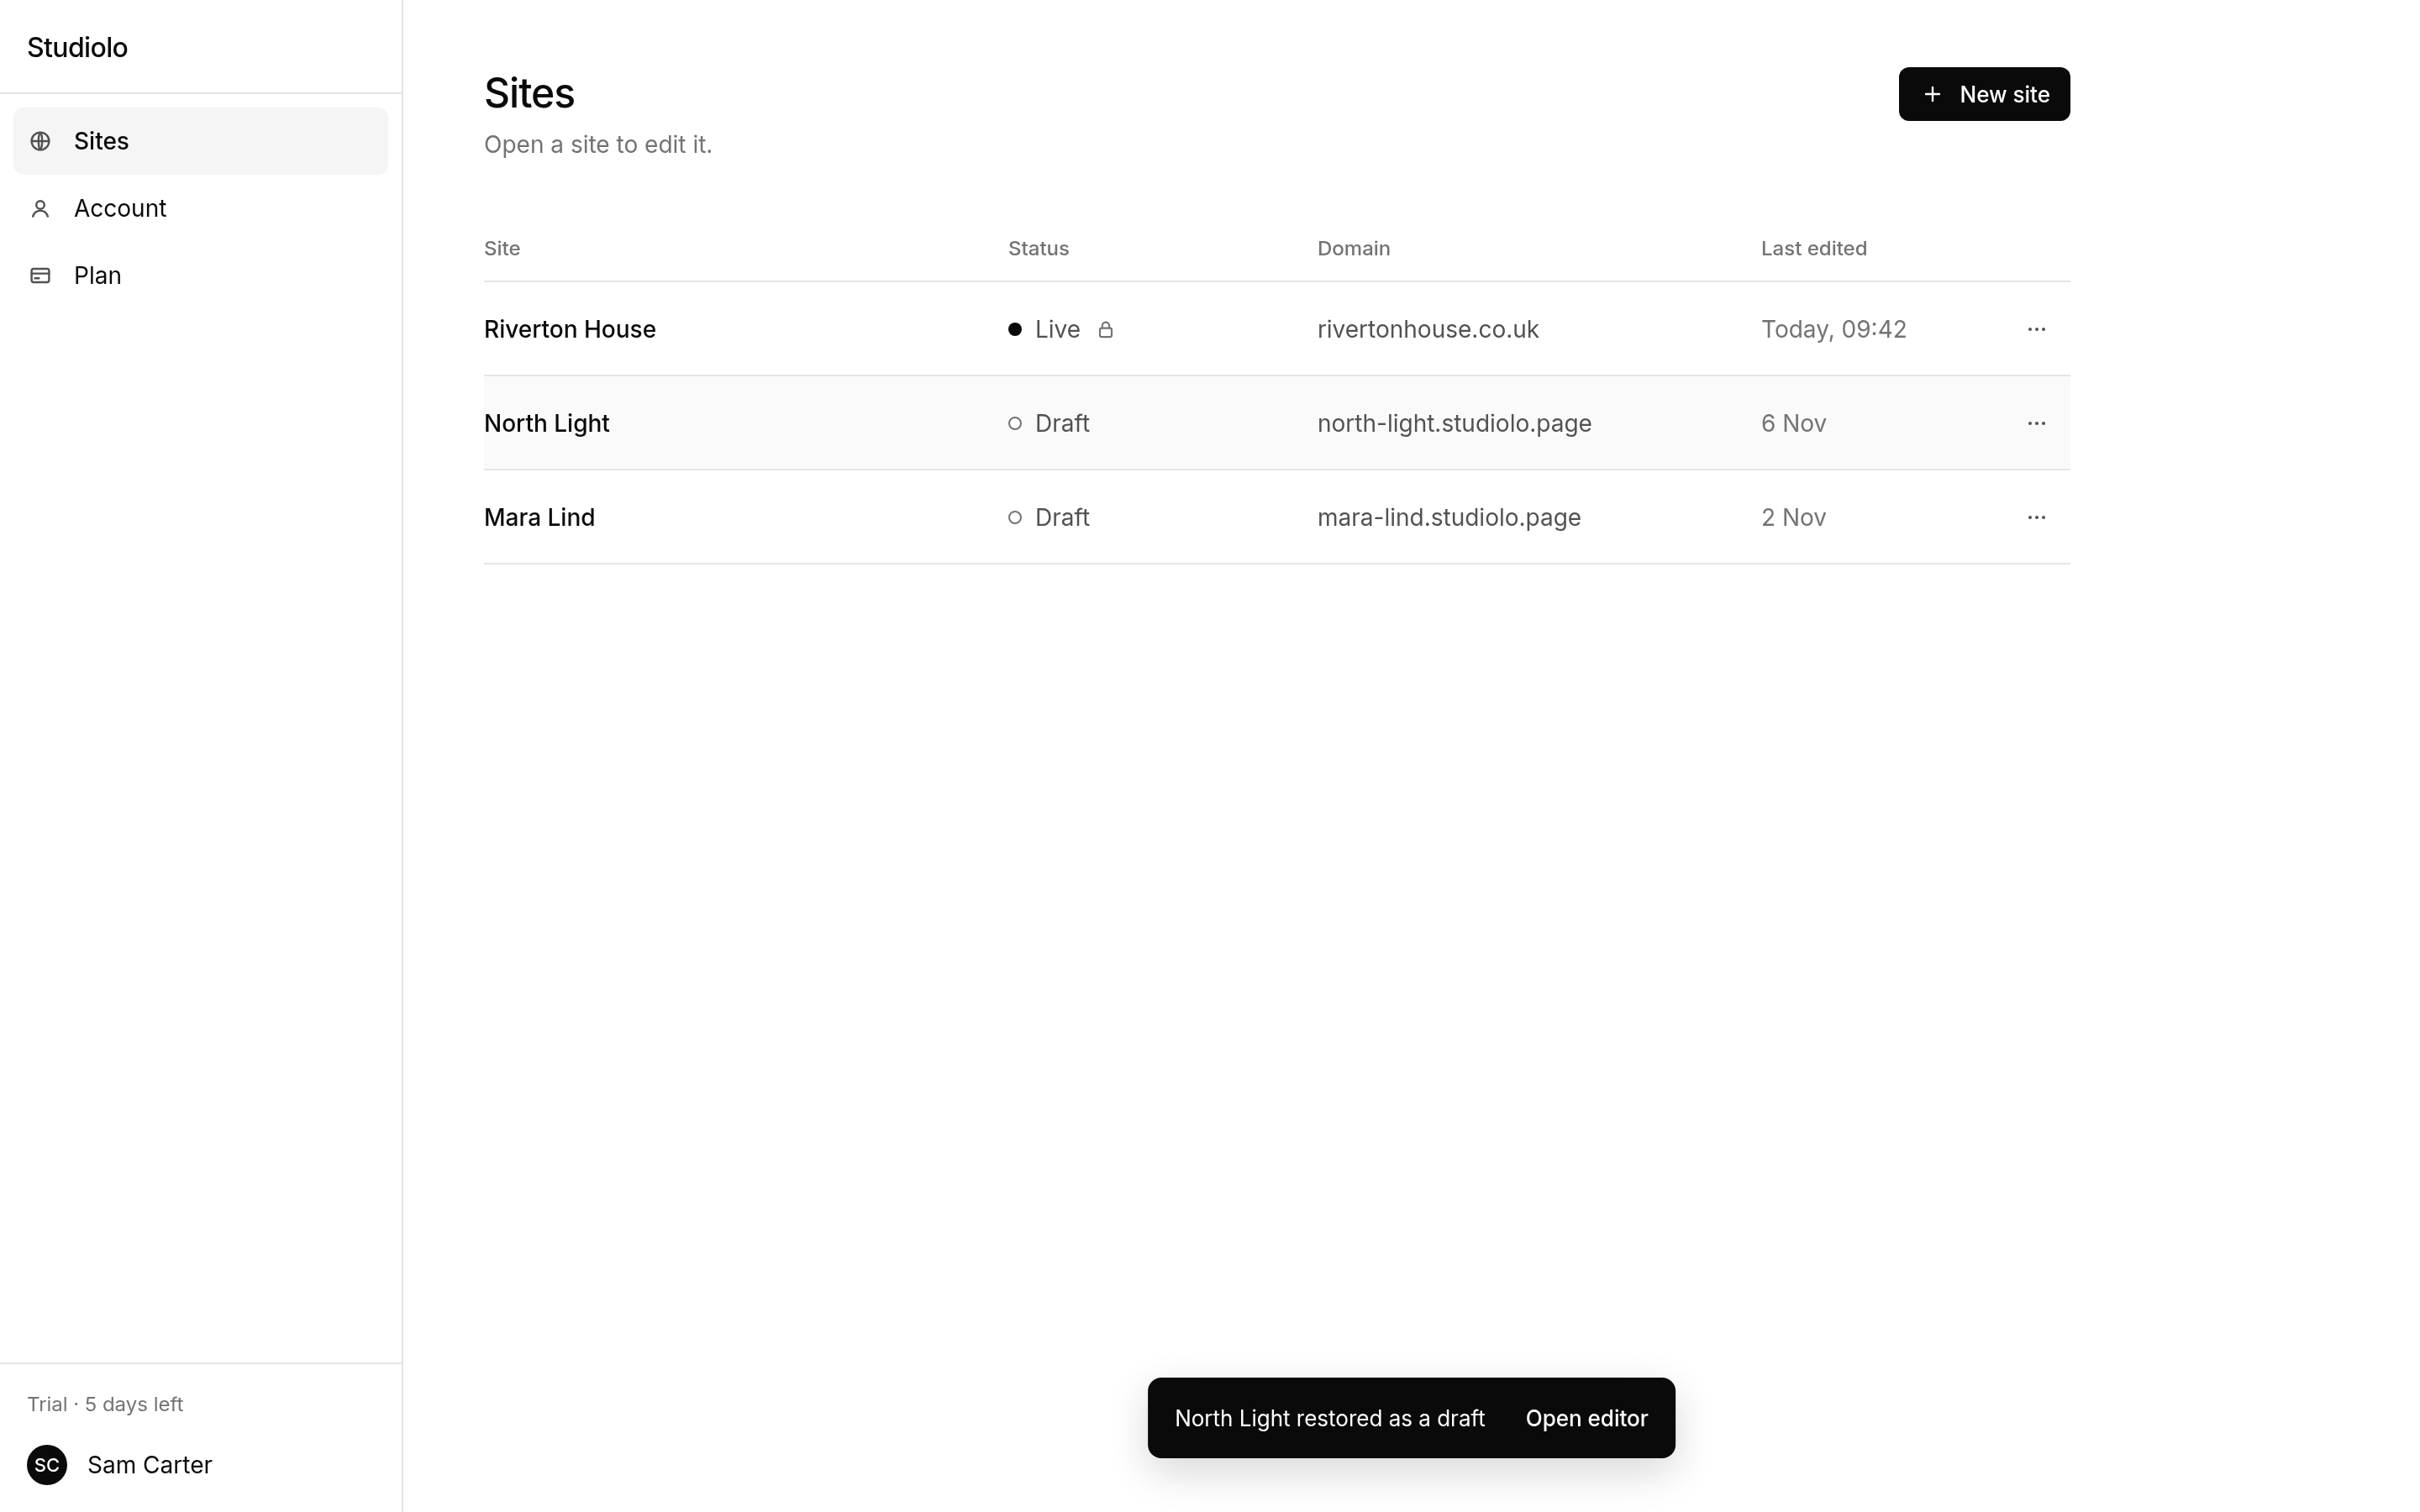 Studiolo
Sites
Account
Plan
Sites
Open a site to edit it.
New site
Site Status Domain Last edited
Riverton House Live rivertonhouse.co.uk Today, 09:42
North Light Draft north-light.studiolo.page 6 Nov
Mara Lind Draft mara-lind.studiolo.page 2 Nov
North Light restored as a draft Open editor
Trial · 5 days left
SC Sam Carter